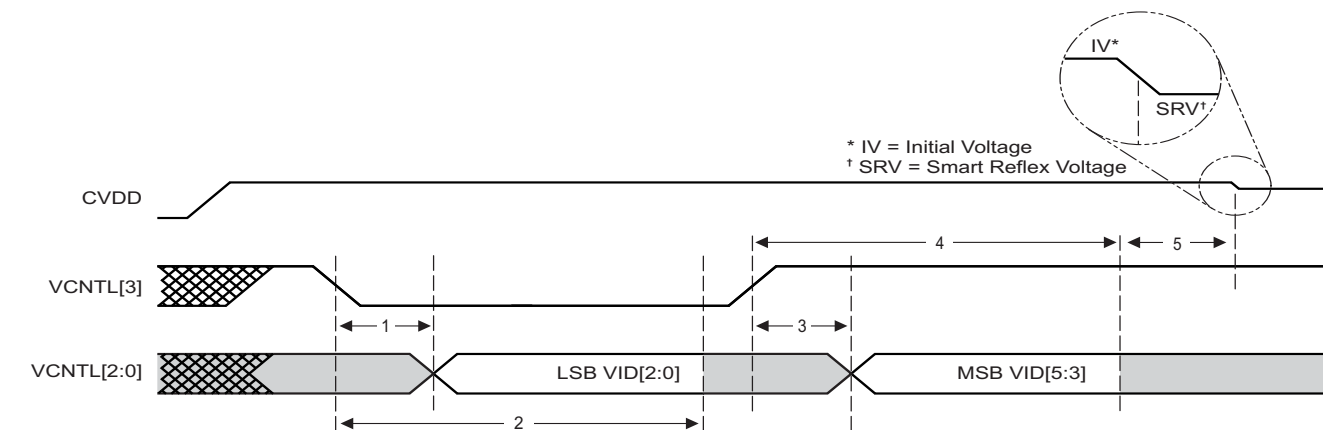 IV*
SRV†
* IV = Initial Voltage
† SRV = Smart Reflex Voltage
CVDD
4
5
VCNTL[3]
1
3
VCNTL[2:0]
LSB VID[2:0]
MSB VID[5:3]
2